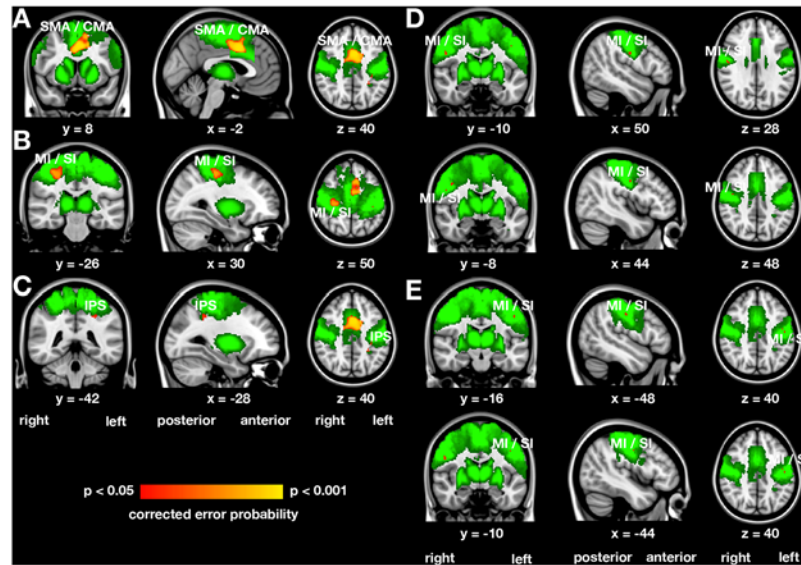 A
SMA / CMA
SMA / CMA
SMA / CMA
y = 8
x = -2
z = 40
B
MI / SI
MI / SI
MI / SI
y = -26
x = 30
z = 50
C
IPS
IPS
IPS
y = -42
x = -28
z = 40
right
left
posterior
anterior
right
left
p < 0.05
p < 0.001
corrected error probability
D
MI / SI
MI / SI
MI / SI
y = -10
x = 50
z = 28
MI / SI
MI / SI
MI / SI
y = -8
x = 44
z = 48
E
MI / SI
MI / SI
MI / SI
y = -16
x = -48
z = 40
MI / SI
MI / SI
MI / S
y = -10
x = -44
z = 40
right
left
posterior
anterior
right
left